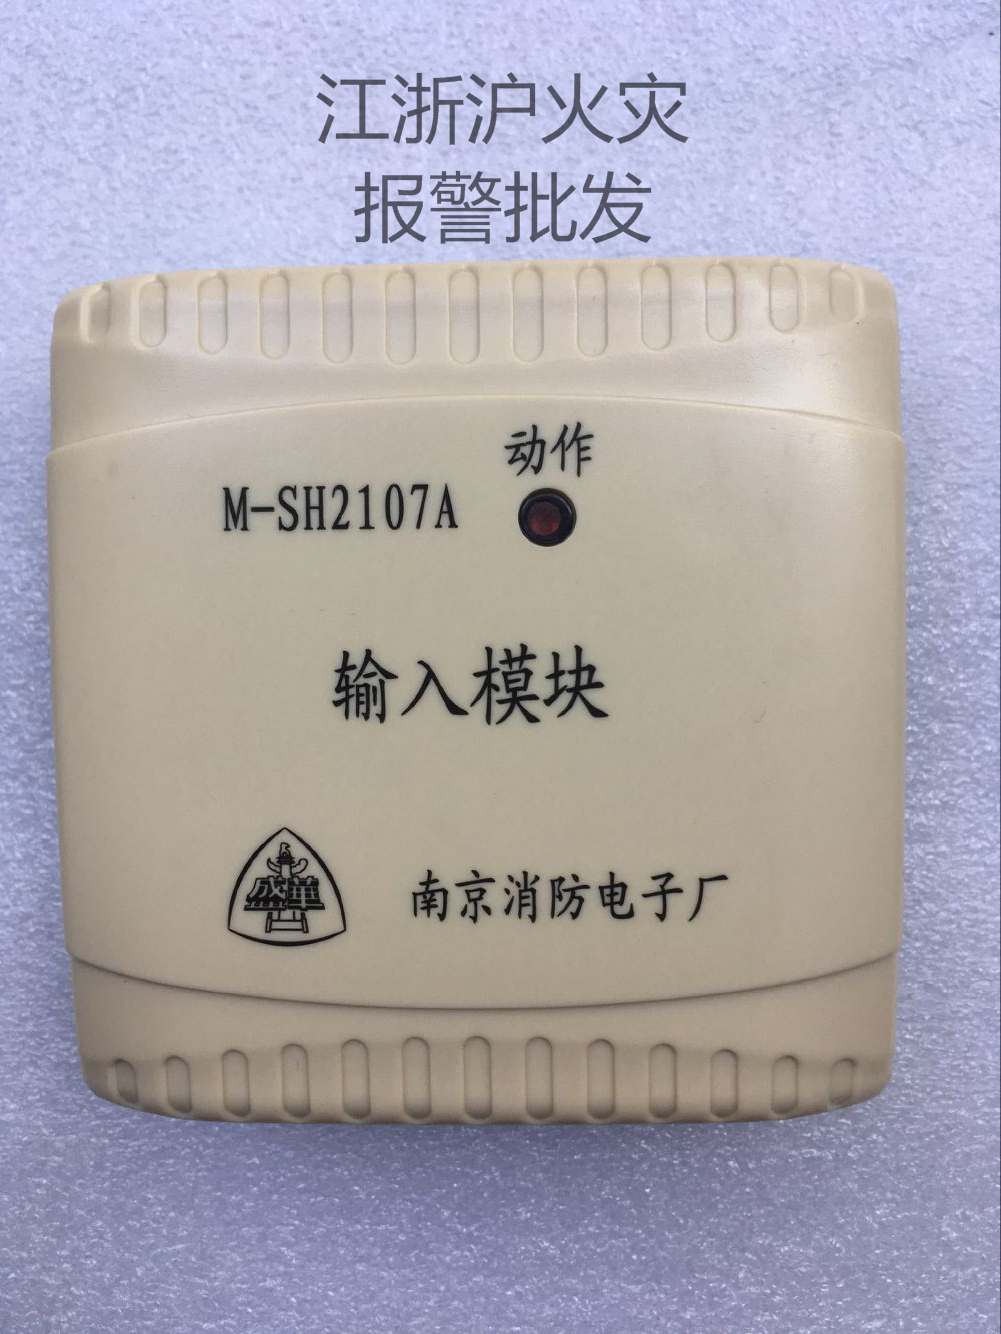 江浙沪火灾
报警批发
动作
M-SH2107A
输入模块
盛華
南京消防电子厂